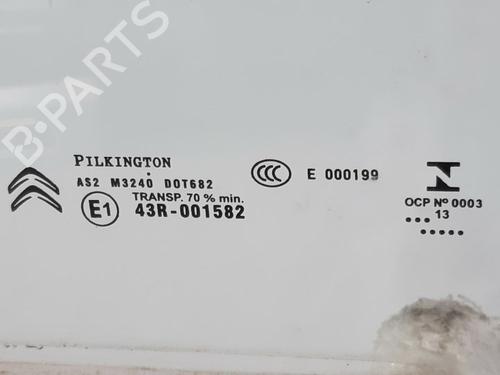 B-PARTS
PILKINGTON
AS2 M3240 DOT682
TRANSP. 70 % min.
E1 43R-001582
CCC E 000199
N
OCP Nº 0003
13